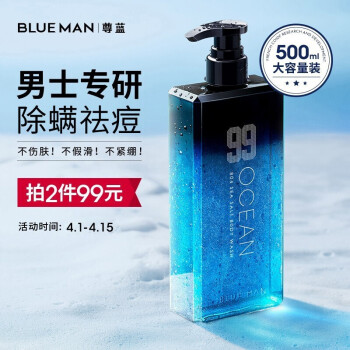 BLUE MAN | 尊蓝
500ml
大容量装
男士专研
除螨祛痘
不伤肤！不假滑！不紧绷！
拍2件99元
活动时间：
4.1-4.15
99
OCEAN
SEA SALT BODY WASH
BLUE MAN